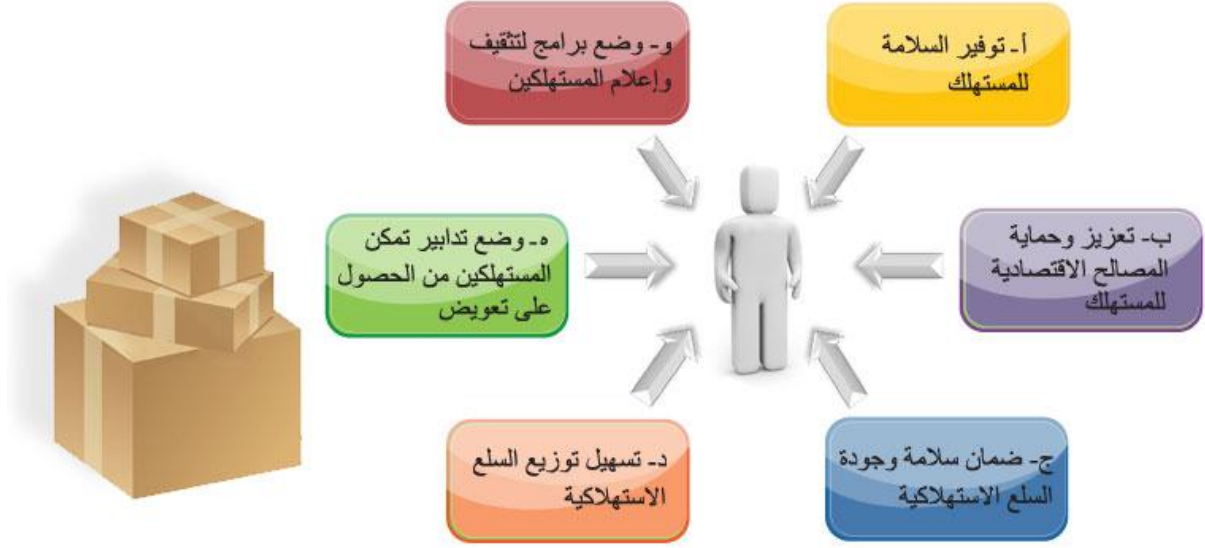 أ- توفير السلامة
للمستهلك
ب- تعزيز وحماية
المصالح الاقتصادية
للمستهلك
ج- ضمان سلامة وجودة
السلع الاستهلاكية
د- تسهيل توزيع السلع
الاستهلاكية
ه- وضع تدابير تمكن
المستهلكين من الحصول
على تعويض
و- وضع برامج لتثقيف
وإعلام المستهلكين